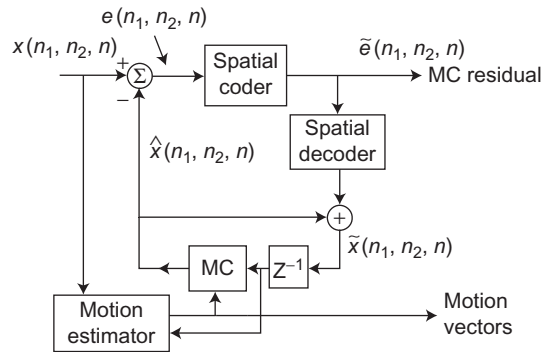 e(n₁, n₂, n)
x(n₁, n₂, n)
+
Σ
−
Spatial
coder
ẽ(n₁, n₂, n)
MC residual
x̂(n₁, n₂, n)
Spatial
decoder
+
x̃(n₁, n₂, n)
MC
Z⁻¹
Motion
estimator
Motion
vectors